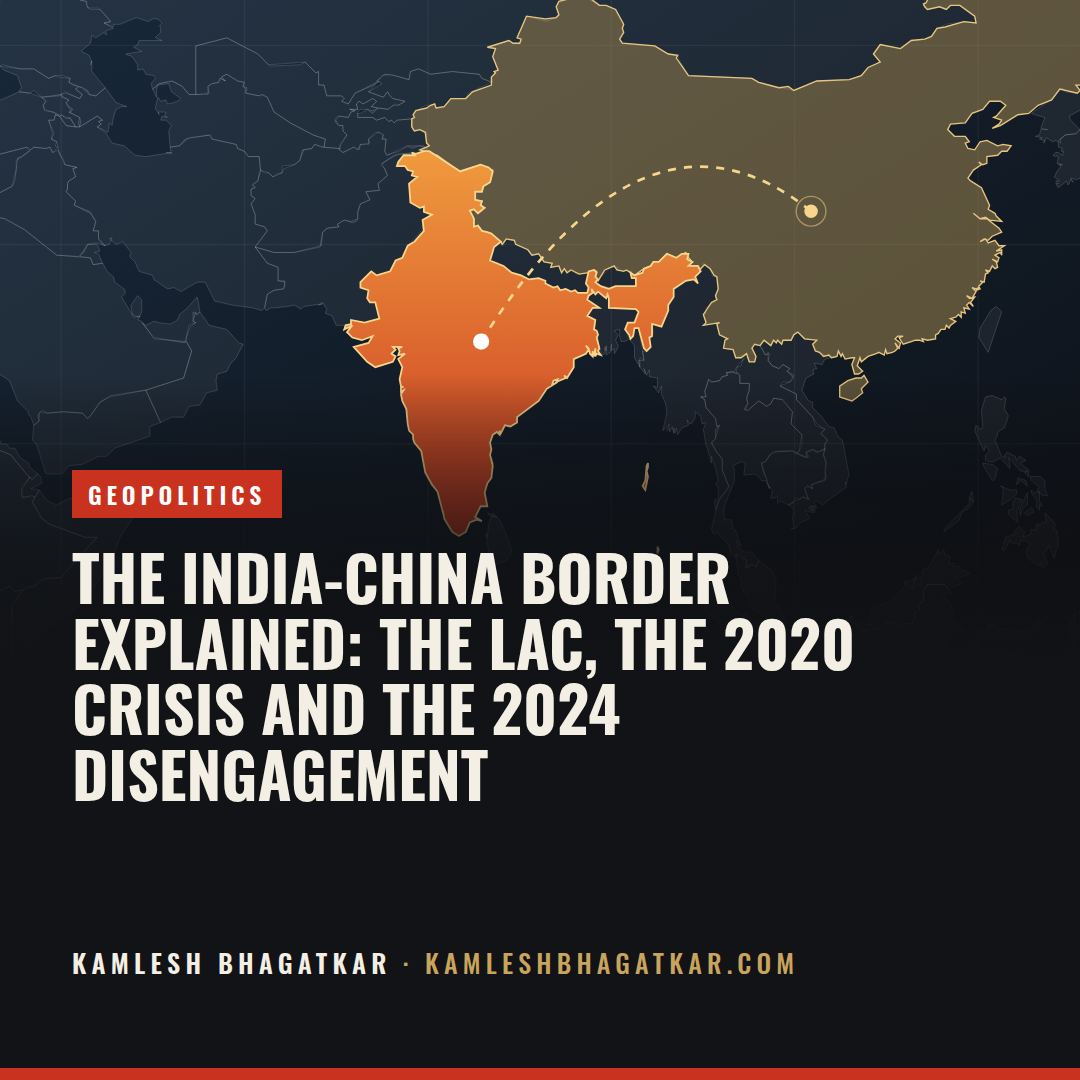 GEOPOLITICS
THE INDIA-CHINA BORDER
EXPLAINED: THE LAC, THE 2020
CRISIS AND THE 2024
DISENGAGEMENT
KAMLESH BHAGATKAR · KAMLESHBHAGATKAR.COM